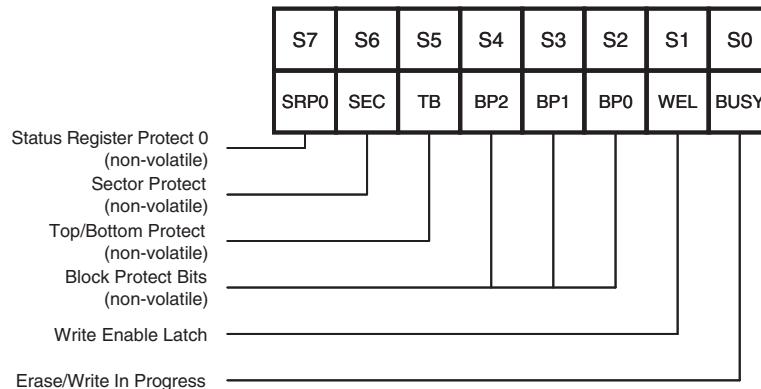 S7 S6 S5 S4 S3 S2 S1 S0
SRP0 SEC TB BP2 BP1 BP0 WEL BUSY
Status Register Protect 0
(non-volatile)
Sector Protect
(non-volatile)
Top/Bottom Protect
(non-volatile)
Block Protect Bits
(non-volatile)
Write Enable Latch
Erase/Write In Progress